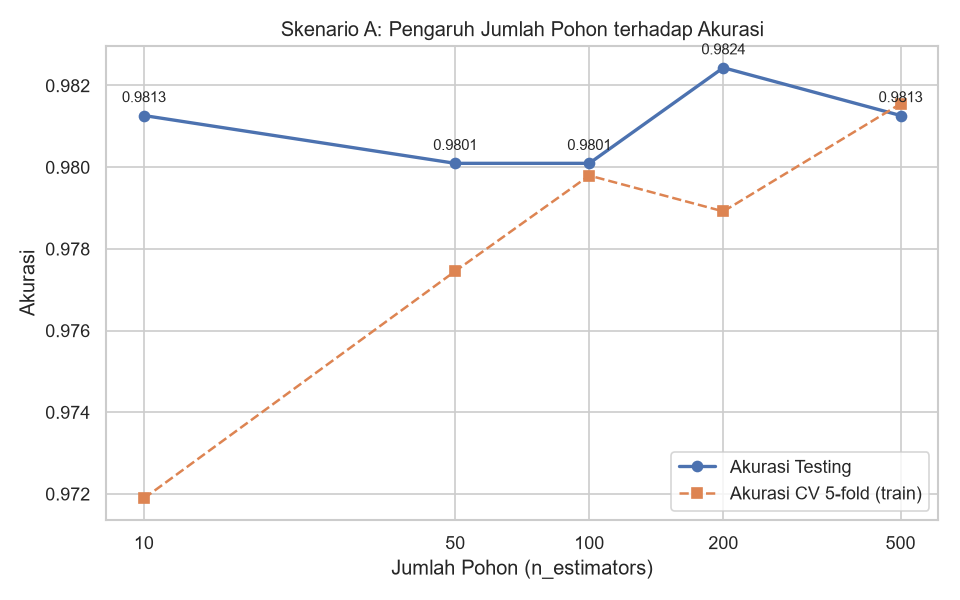 Skenario A: Pengaruh Jumlah Pohon terhadap Akurasi
0.9824
0.982
0.9813
0.9813
0.9801
0.9801
0.980
0.978
0.976
0.974
0.972
Akurasi
Akurasi Testing
Akurasi CV 5-fold (train)
10 50 100 200 500
Jumlah Pohon (n_estimators)